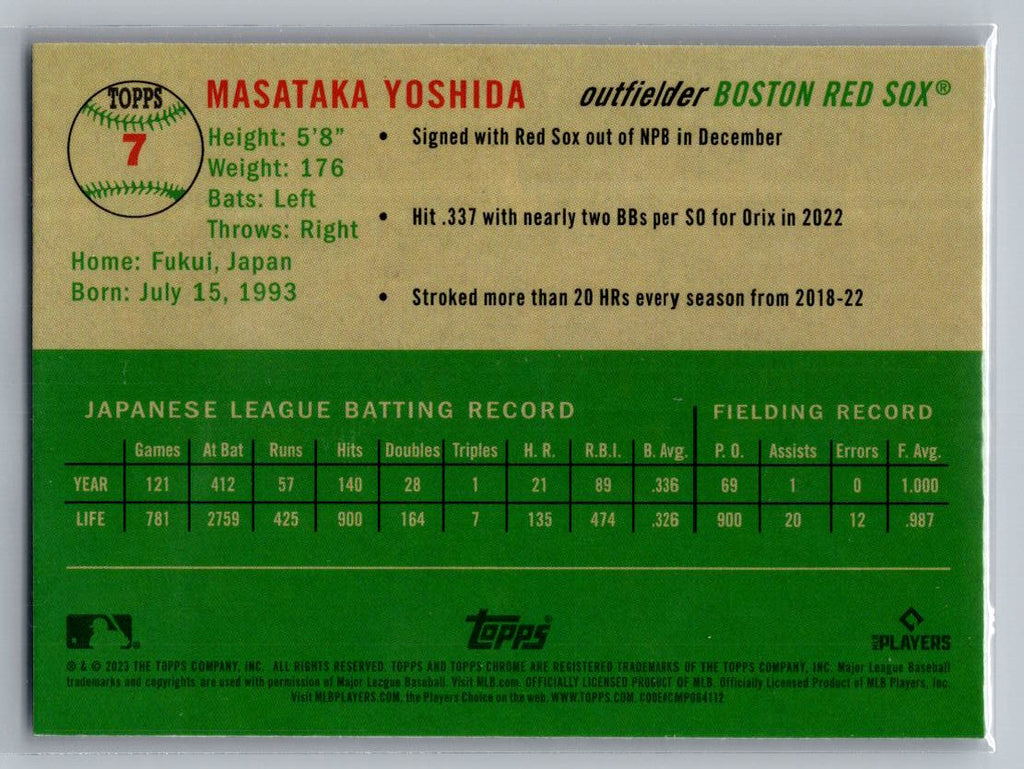 TOPPS
7
MASATAKA YOSHIDA outfielder BOSTON RED SOX®
Height: 5'8"
Weight: 176
Bats: Left
Throws: Right
Home: Fukui, Japan
Born: July 15, 1993
• Signed with Red Sox out of NPB in December
• Hit .337 with nearly two BBs per SO for Orix in 2022
• Stroked more than 20 HRs every season from 2018-22
JAPANESE LEAGUE BATTING RECORD FIELDING RECORD
Games At Bat Runs Hits Doubles Triples H. R. R.B.I. B. Avg. P. O. Assists Errors F. Avg.
YEAR 121 412 57 140 28 1 21 89 .336 69 1 0 1.000
LIFE 781 2759 425 900 164 7 135 474 .326 900 20 12 .987
topps®
PLAYERS
® & © 2023 THE TOPPS COMPANY, INC. ALL RIGHTS RESERVED. TOPPS AND TOPPS CHROME ARE REGISTERED TRADEMARKS OF THE TOPPS COMPANY, INC. Major League Baseball
trademarks and copyrights are used with permission of Major League Baseball. Visit MLB.com. OFFICIALLY LICENSED PRODUCT OF MLB. Officially Licensed Product of MLB Players, Inc.
Visit MLBPLAYERS.COM, the Players Choice on the web. WWW.TOPPS.COM. CODE#CMP084112